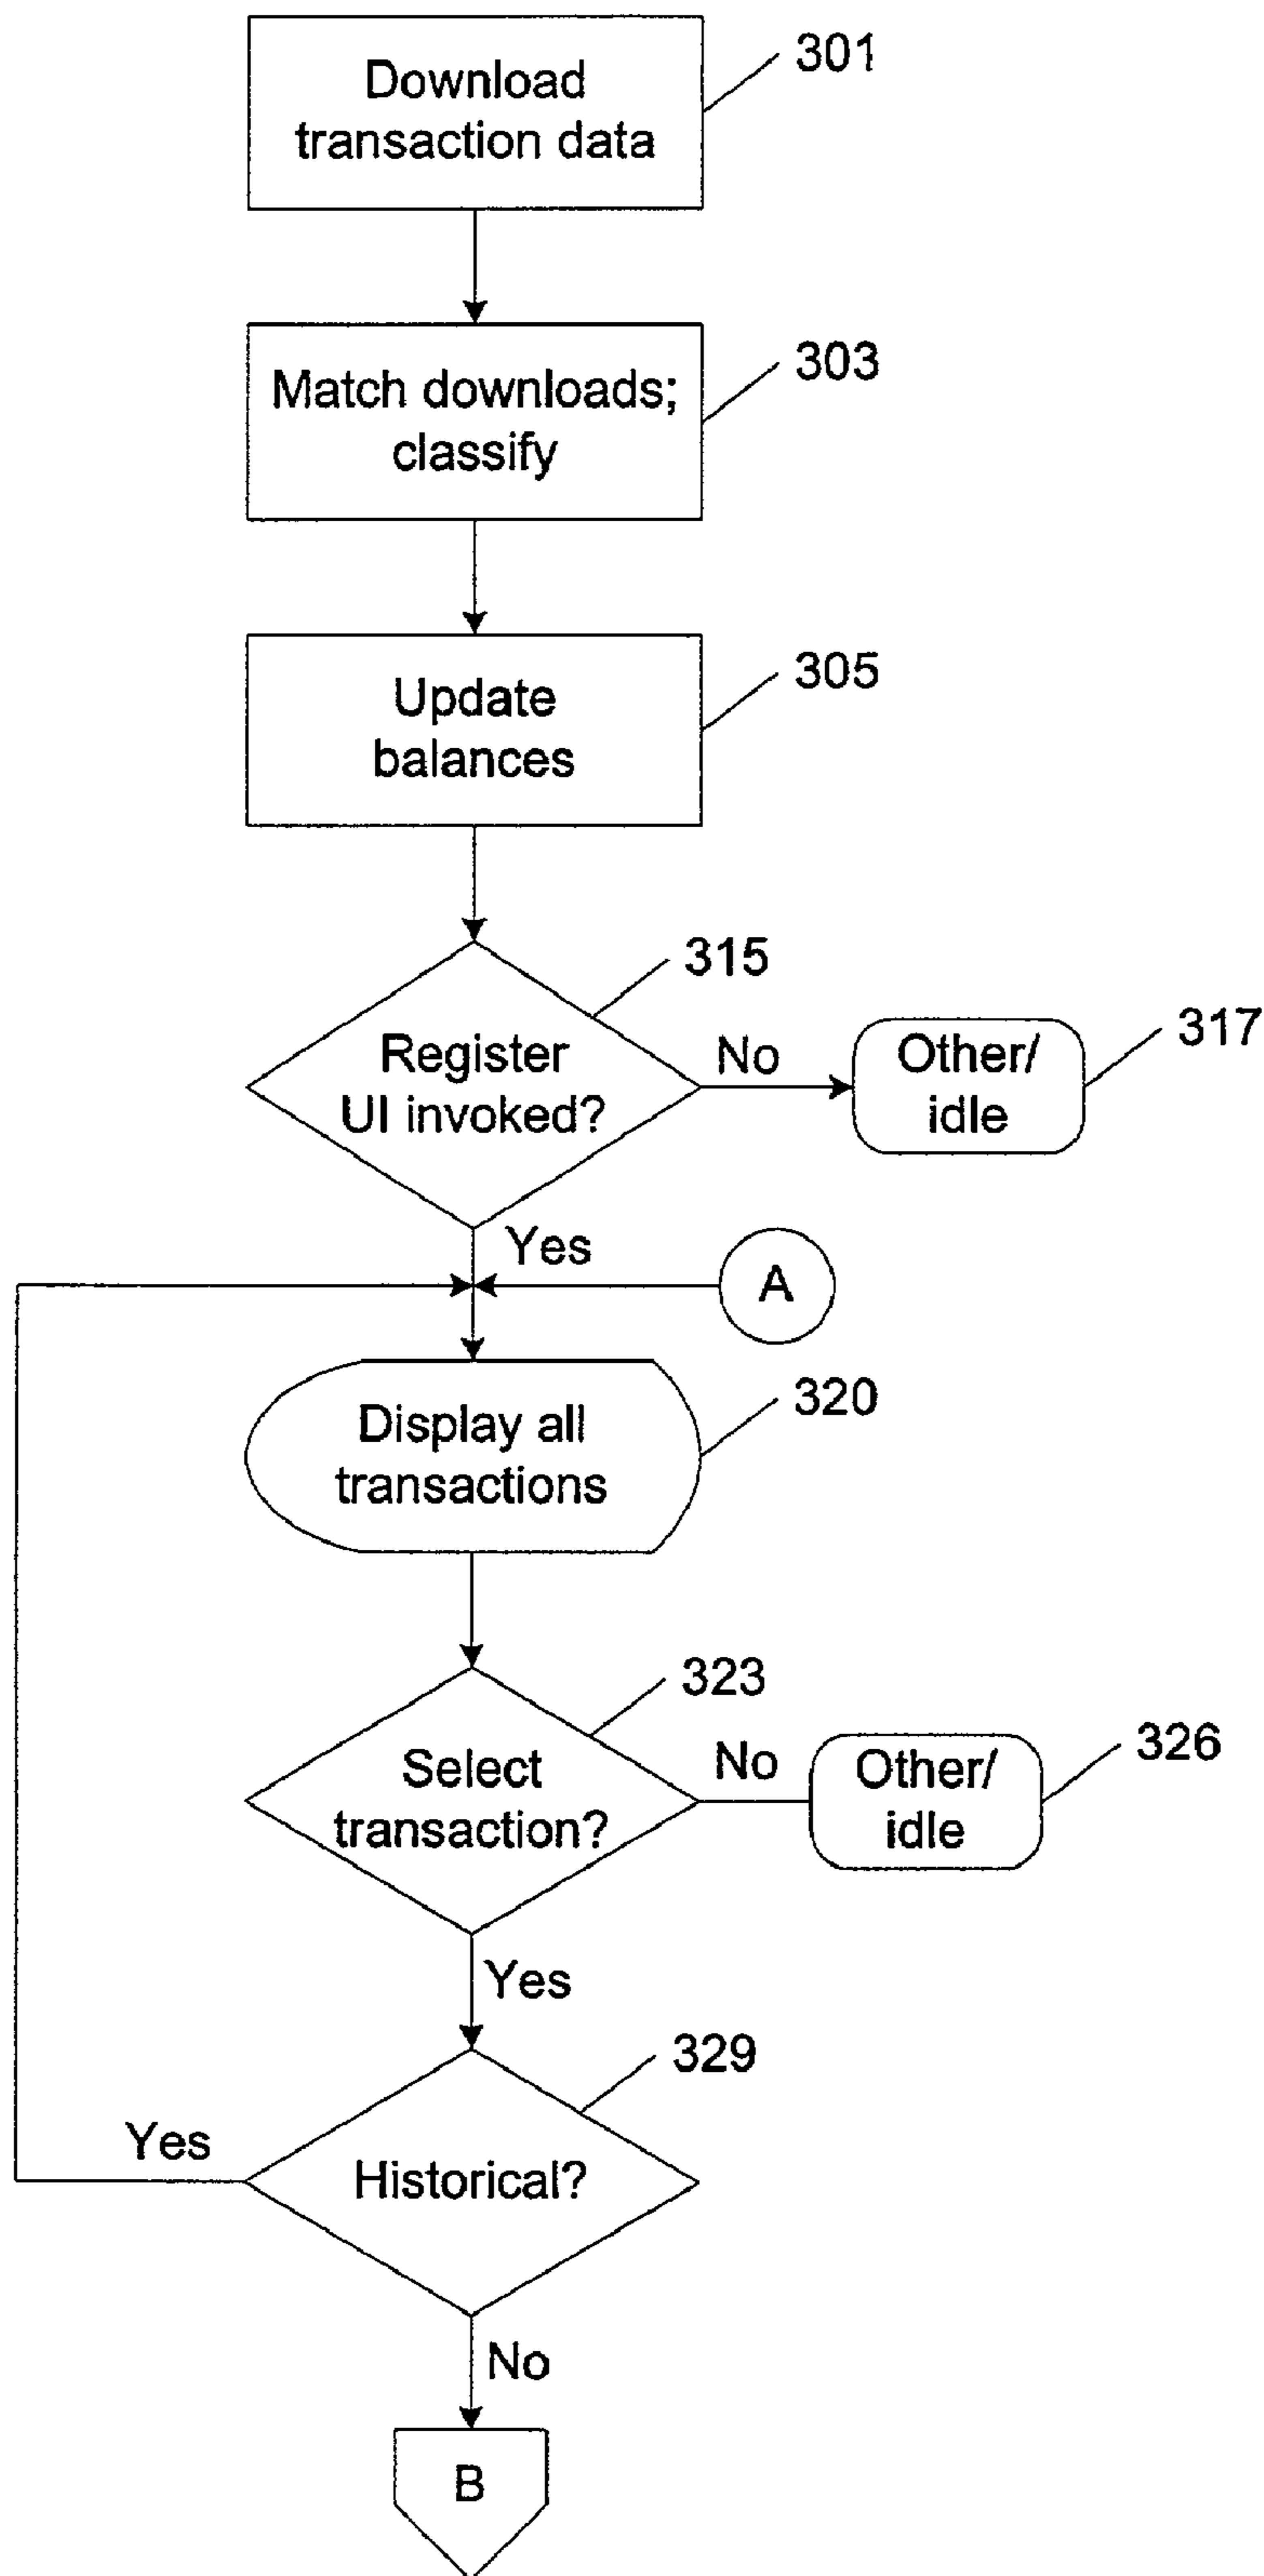 Download
transaction data
301
Match downloads;
classify
303
Update
balances
305
315
Register
UI invoked?
No
Other/
idle
317
Yes
A
Display all
transactions
320
323
Select
transaction?
No
Other/
idle
326
Yes
329
Yes
Historical?
No
B